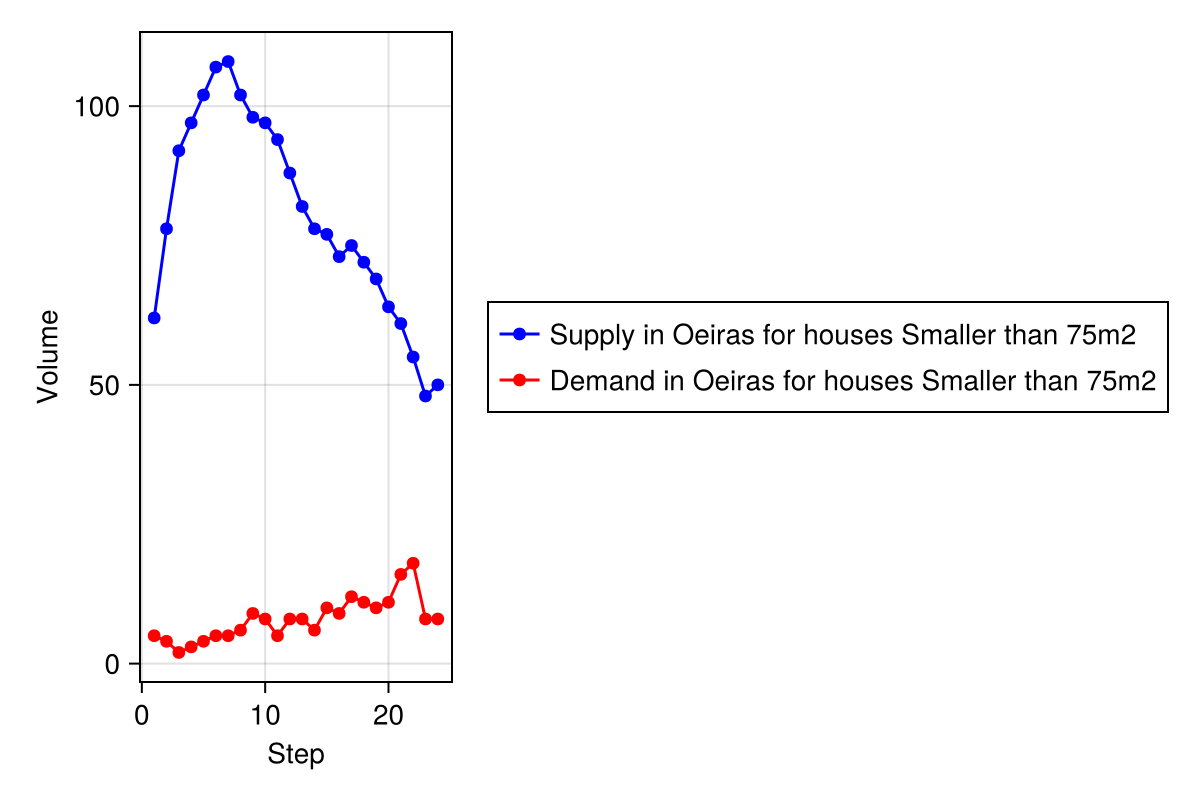 100
50
0
Volume
0 10 20
Step
Supply in Oeiras for houses Smaller than 75m2
Demand in Oeiras for houses Smaller than 75m2